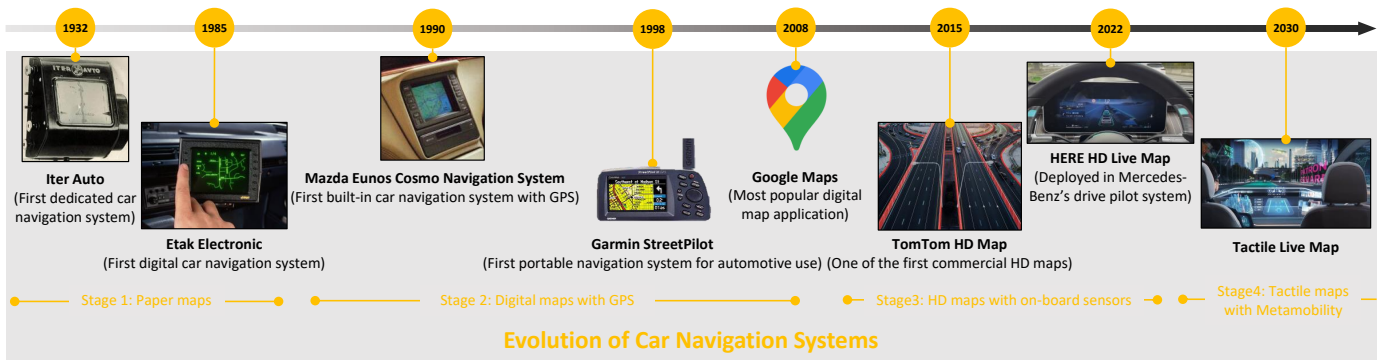 1932
1985
1990
1998
2008
2015
2022
2030
ITER AVTO
Iter Auto
(First dedicated car
navigation system)
Etak Electronic
(First digital car navigation system)
Mazda Eunos Cosmo Navigation System
(First built-in car navigation system with GPS)
StreetPilot
Garmin StreetPilot
(First portable navigation system for automotive use)
Google Maps
(Most popular digital
map application)
TomTom HD Map
(One of the first commercial HD maps)
HERE HD Live Map
(Deployed in Mercedes-
Benz's drive pilot system)
Tactile Live Map
Stage 1: Paper maps
Stage 2: Digital maps with GPS
Stage3: HD maps with on-board sensors
Stage4: Tactile maps
with Metamobility
Evolution of Car Navigation Systems